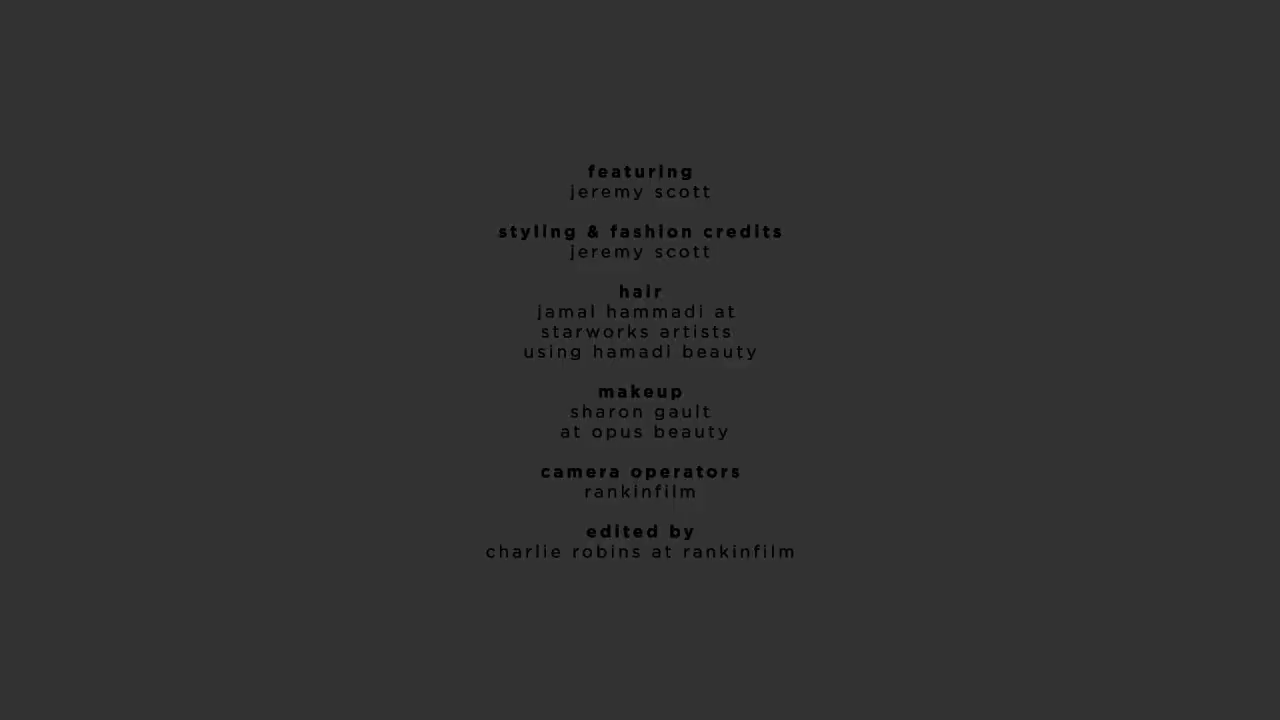 featuring
jeremy scott
styling & fashion credits
jeremy scott
hair
jamal hammadi at
starworks artists
using hamadi beauty
makeup
sharon gault
at opus beauty
camera operators
rankinfilm
edited by
charlie robins at rankinfilm